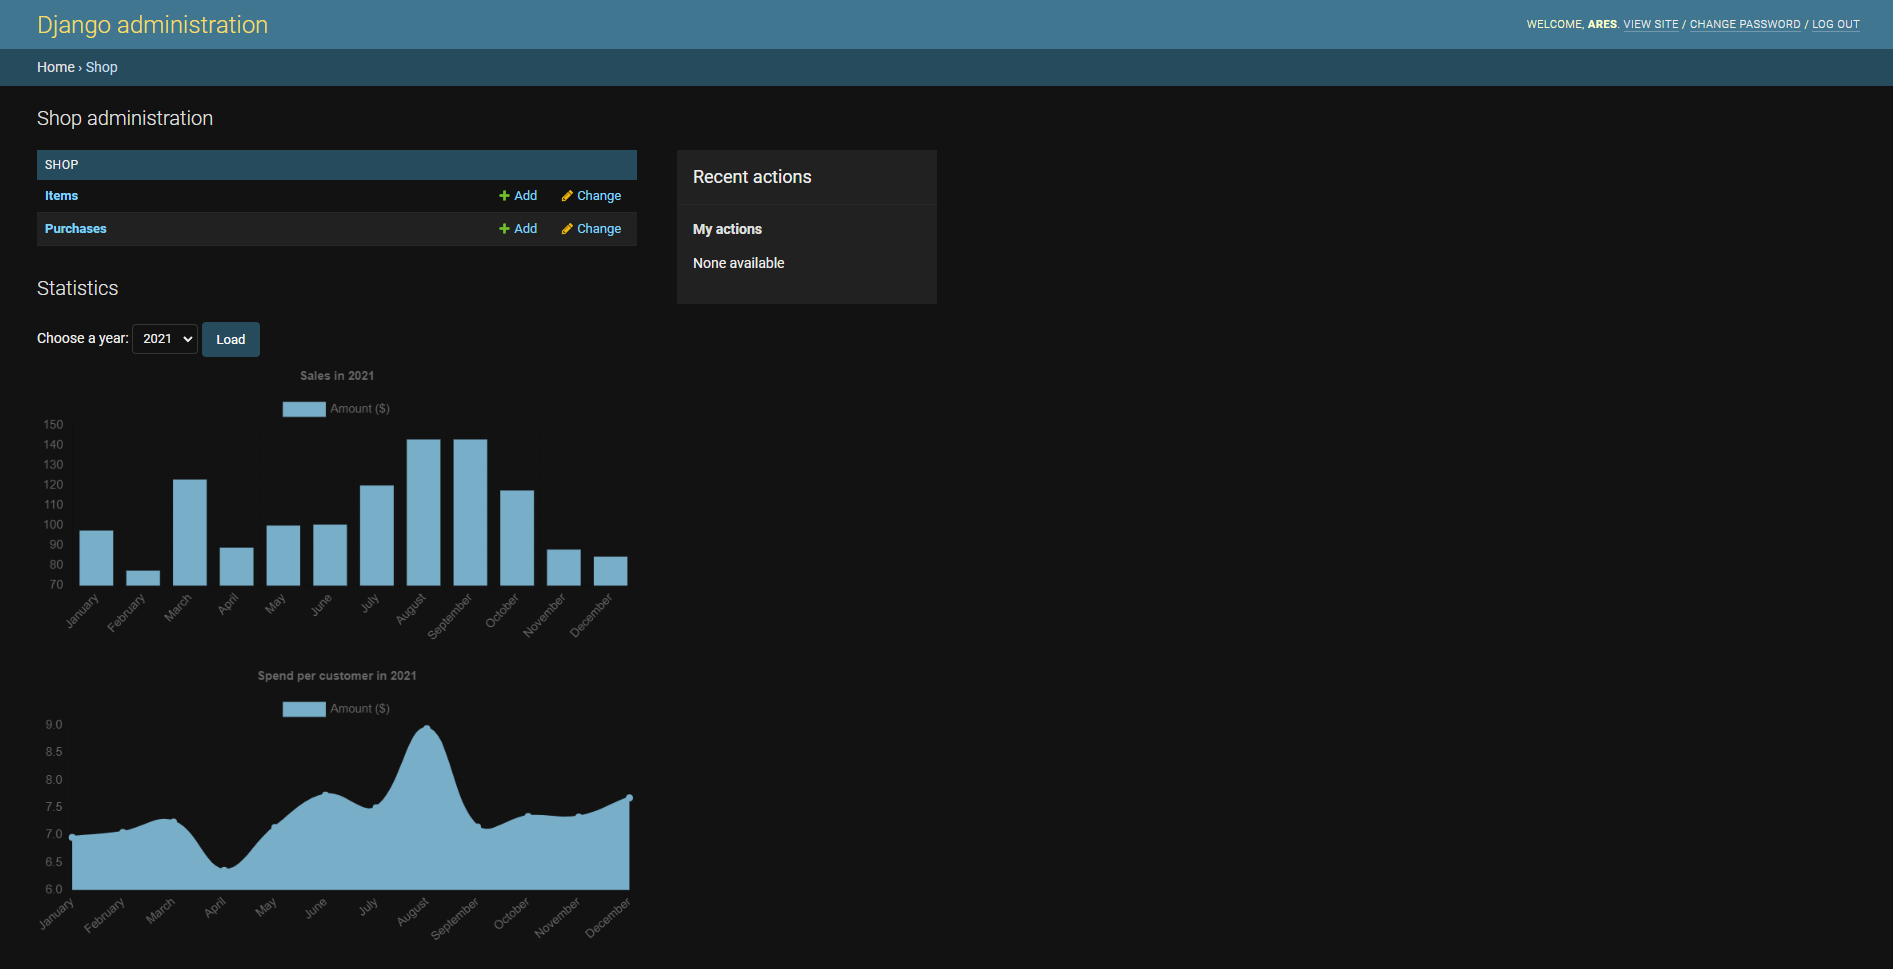 Django administration
WELCOME, ARES. VIEW SITE / CHANGE PASSWORD / LOG OUT
Home › Shop
Shop administration
SHOP
Items
Add
Change
Purchases
Add
Change
Recent actions
My actions
None available
Statistics
Choose a year: 2021 Load
Sales in 2021
Amount ($)
150
140
130
120
110
100
90
80
70
January
February
March
April
May
June
July
August
September
October
November
December
Spend per customer in 2021
Amount ($)
9.0
8.5
8.0
7.5
7.0
6.5
6.0
January
February
March
April
May
June
July
August
September
October
November
December